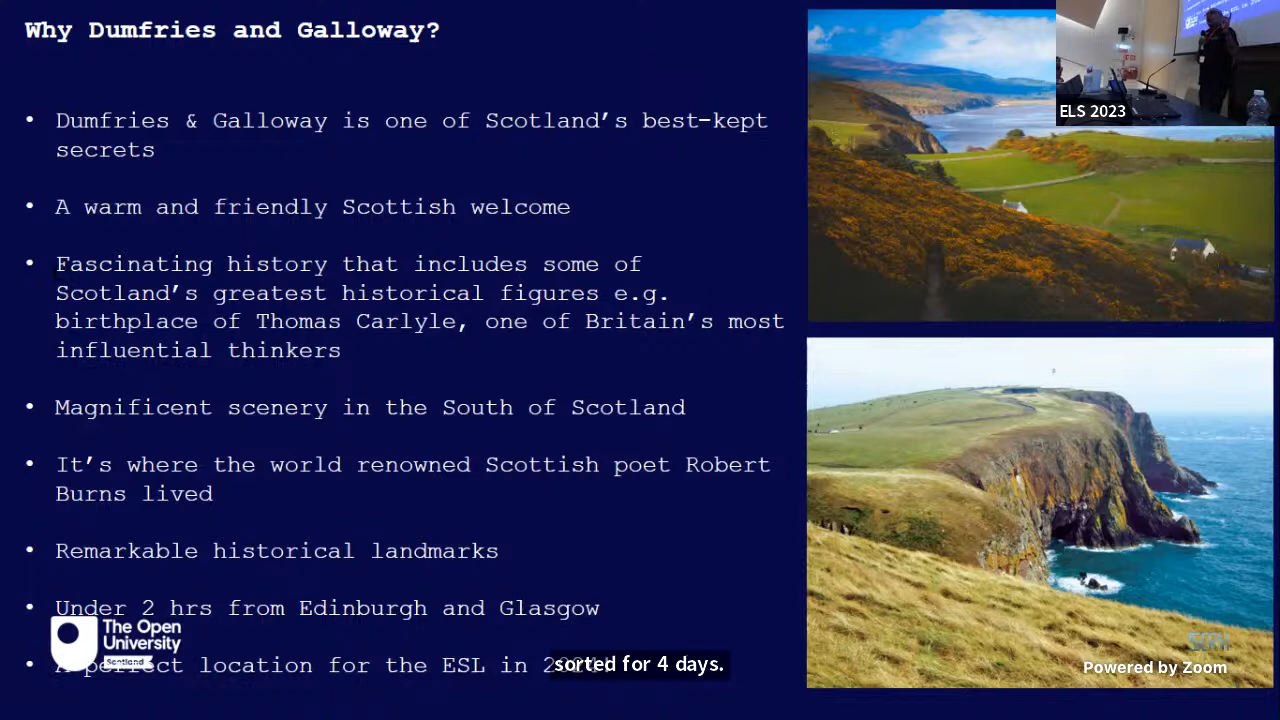 Why Dumfries and Galloway?
• Dumfries & Galloway is one of Scotland's best-kept
secrets
• A warm and friendly Scottish welcome
• Fascinating history that includes some of
Scotland's greatest historical figures e.g.
birthplace of Thomas Carlyle, one of Britain's most
influential thinkers
• Magnificent scenery in the South of Scotland
• It's where the world renowned Scottish poet Robert
Burns lived
• Remarkable historical landmarks
• Under 2 hrs from Edinburgh and Glasgow
• A perfect location for the ESL in
The Open
University
Scotland
sorted for 4 days.
ELS 2023
Powered by Zoom